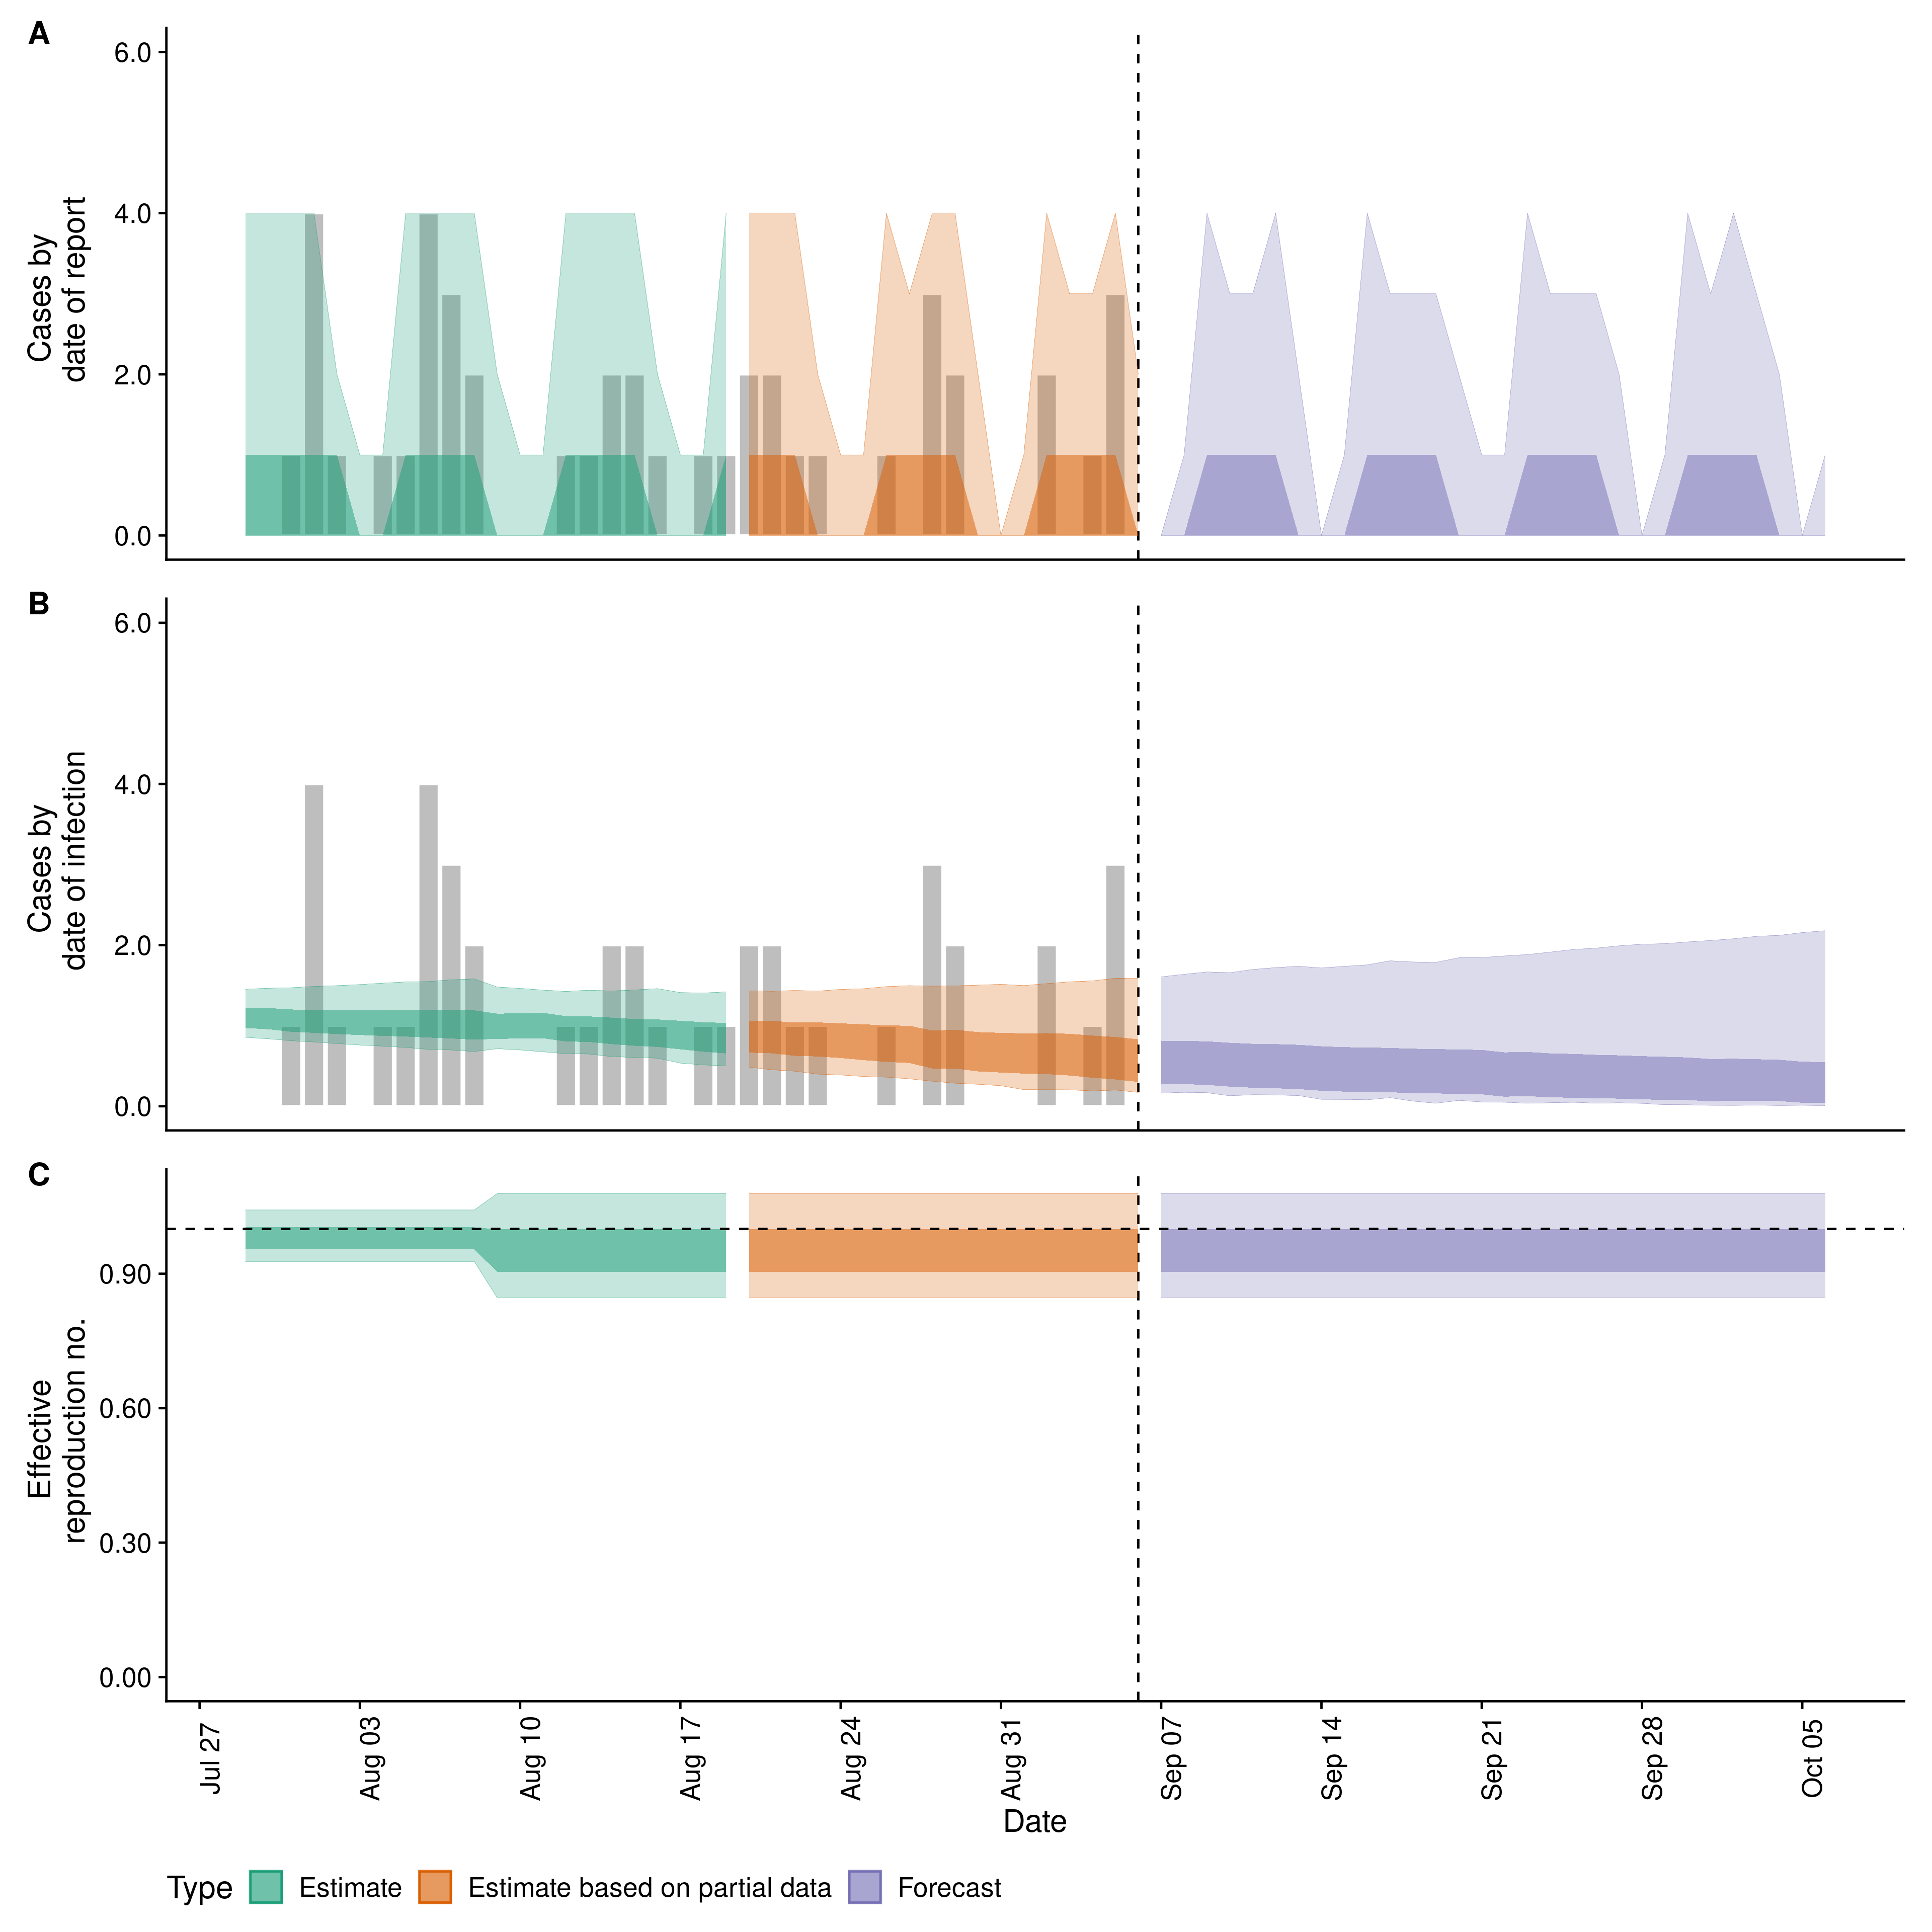 A
6.0
4.0
2.0
0.0
Cases by
date of report
B
6.0
4.0
2.0
0.0
Cases by
date of infection
C
0.90
0.60
0.30
0.00
Effective
reproduction no.
Jul 27
Aug 03
Aug 10
Aug 17
Aug 24
Aug 31
Sep 07
Sep 14
Sep 21
Sep 28
Oct 05
Date
Type Estimate Estimate based on partial data Forecast